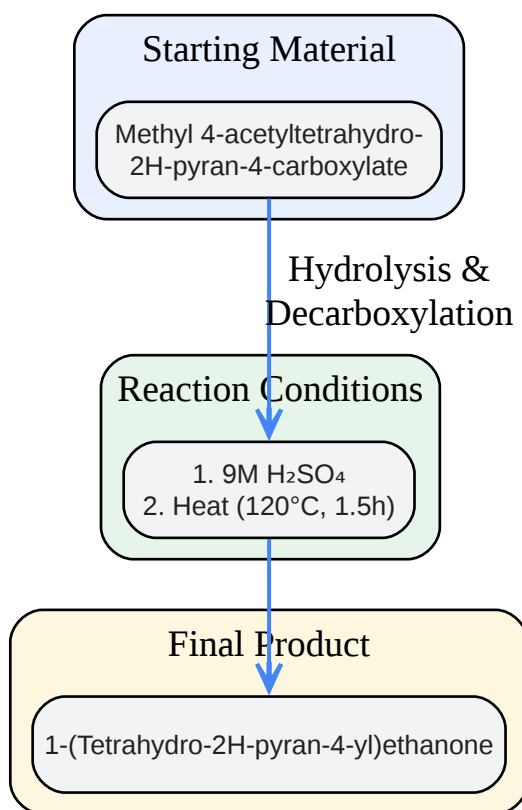 Starting Material
Methyl 4-acetyltetrahydro-
2H-pyran-4-carboxylate
Hydrolysis &
Decarboxylation
Reaction Conditions
1. 9M H₂SO₄
2. Heat (120°C, 1.5h)
Final Product
1-(Tetrahydro-2H-pyran-4-yl)ethanone